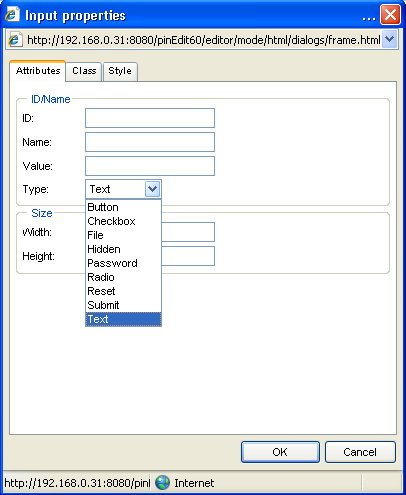 Input properties
http://192.168.0.31:8080/pinEdit60/editor/mode/html/dialogs/frame.html
Attributes Class Style
ID/Name
ID:
Name:
Value:
Type: Text
Button
Checkbox
File
Hidden
Password
Radio
Reset
Submit
Text
Size
Width:
Height:
OK Cancel
http://192.168.0.31:8080/pinl Internet